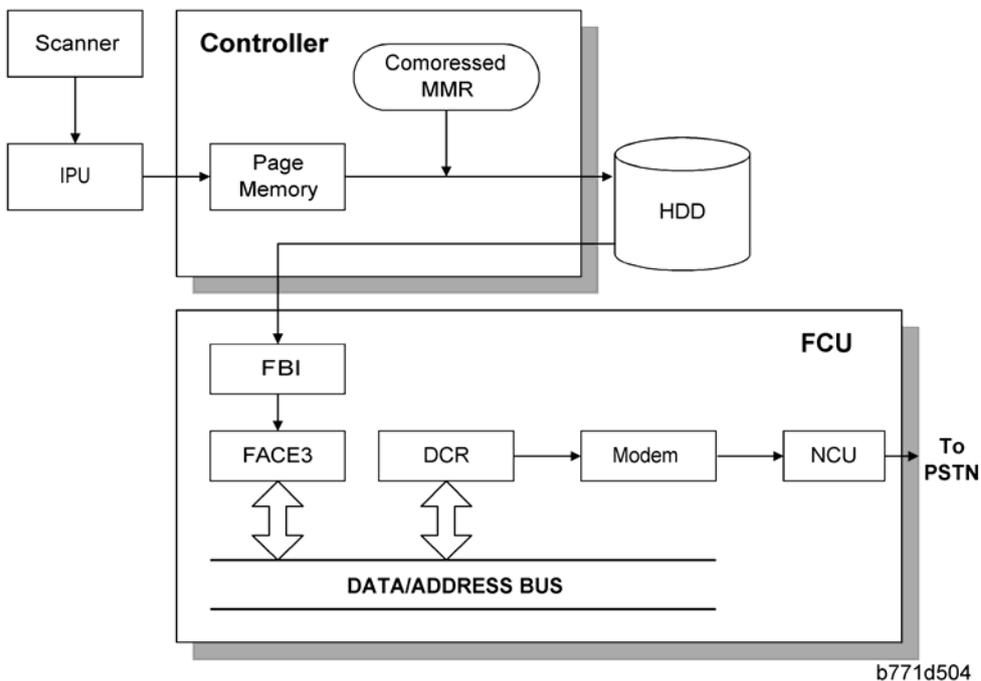 Scanner
Controller
Comoressed
MMR
IPU
Page
Memory
HDD
FCU
FBI
FACE3
DCR
Modem
NCU
To
PSTN
DATA/ADDRESS BUS
b771d504